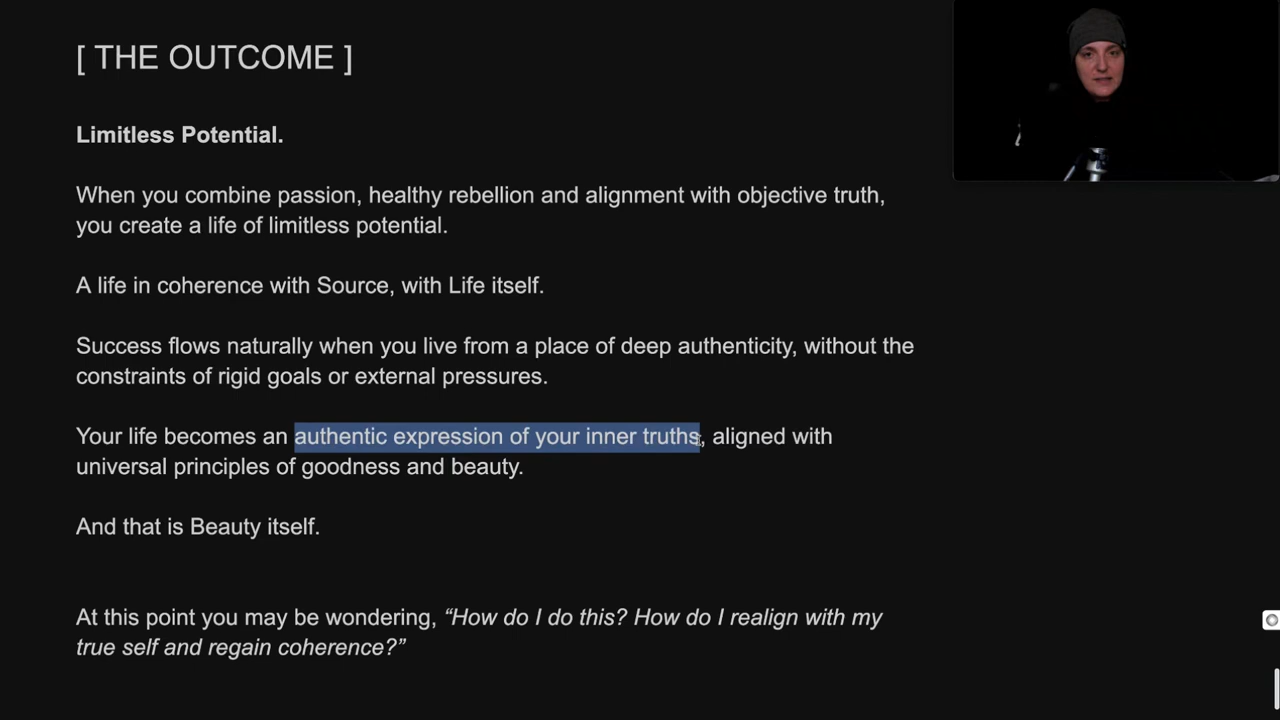 [ THE OUTCOME ]
Limitless Potential.
When you combine passion, healthy rebellion and alignment with objective truth,
you create a life of limitless potential.
A life in coherence with Source, with Life itself.
Success flows naturally when you live from a place of deep authenticity, without the
constraints of rigid goals or external pressures.
Your life becomes an authentic expression of your inner truths, aligned with
universal principles of goodness and beauty.
And that is Beauty itself.
At this point you may be wondering, “How do I do this? How do I realign with my
true self and regain coherence?”